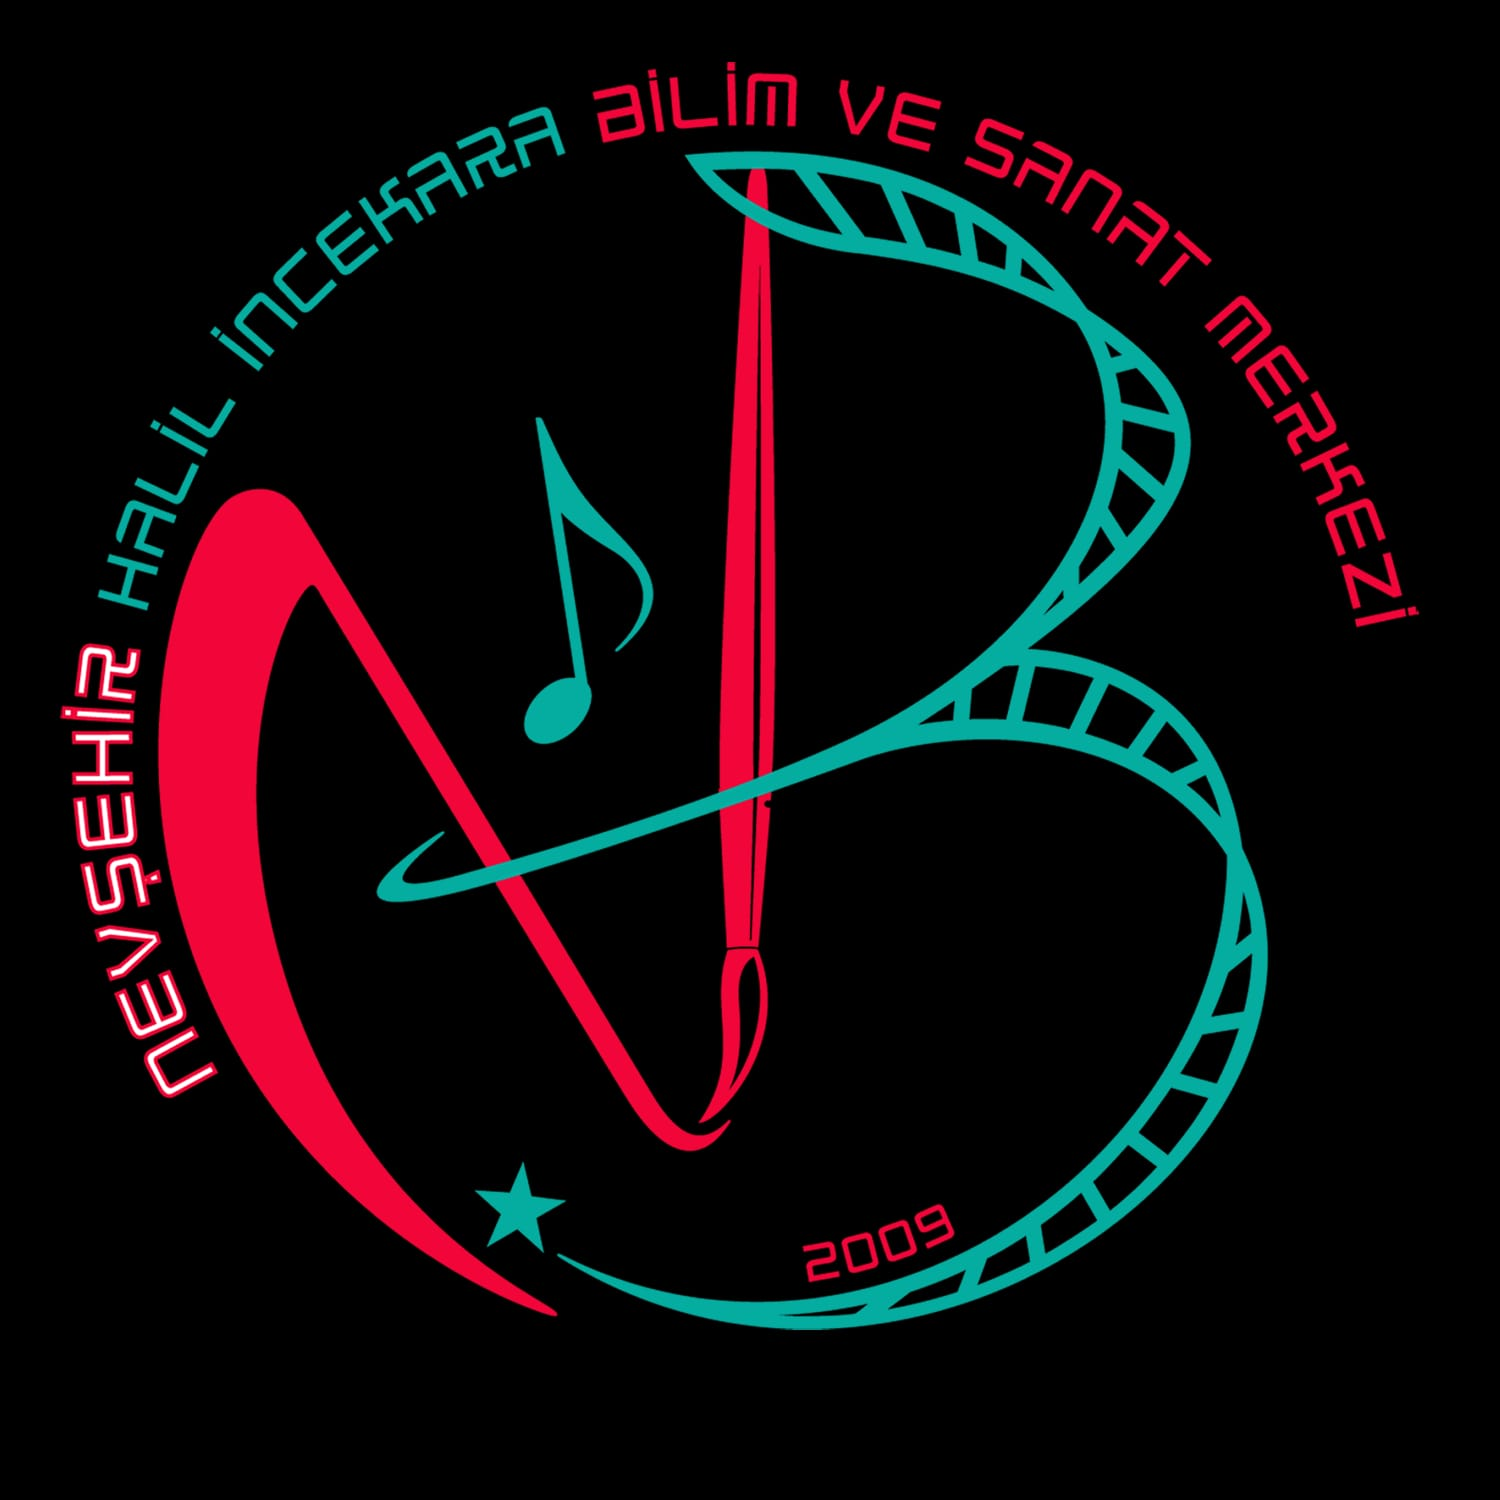 NEVŞEHİR HALİL İNCEKARA BİLİM VE SANAT MERKEZİ
2009